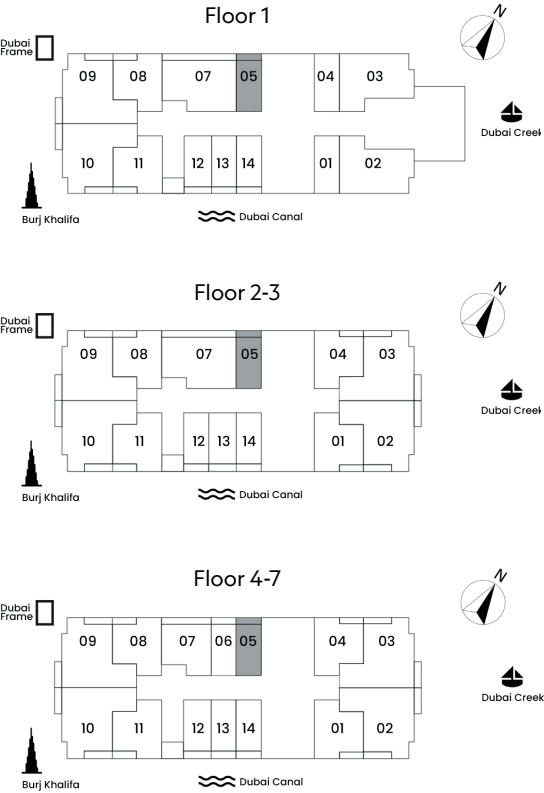 Floor 1
N
Dubai
Frame
09 08 07 05 04 03
Dubai Creek
10 11 12 13 14 01 02
Burj Khalifa
Dubai Canal
Floor 2-3
N
Dubai
Frame
09 08 07 05 04 03
Dubai Creek
10 11 12 13 14 01 02
Burj Khalifa
Dubai Canal
Floor 4-7
N
Dubai
Frame
09 08 07 06 05 04 03
Dubai Creek
10 11 12 13 14 01 02
Burj Khalifa
Dubai Canal